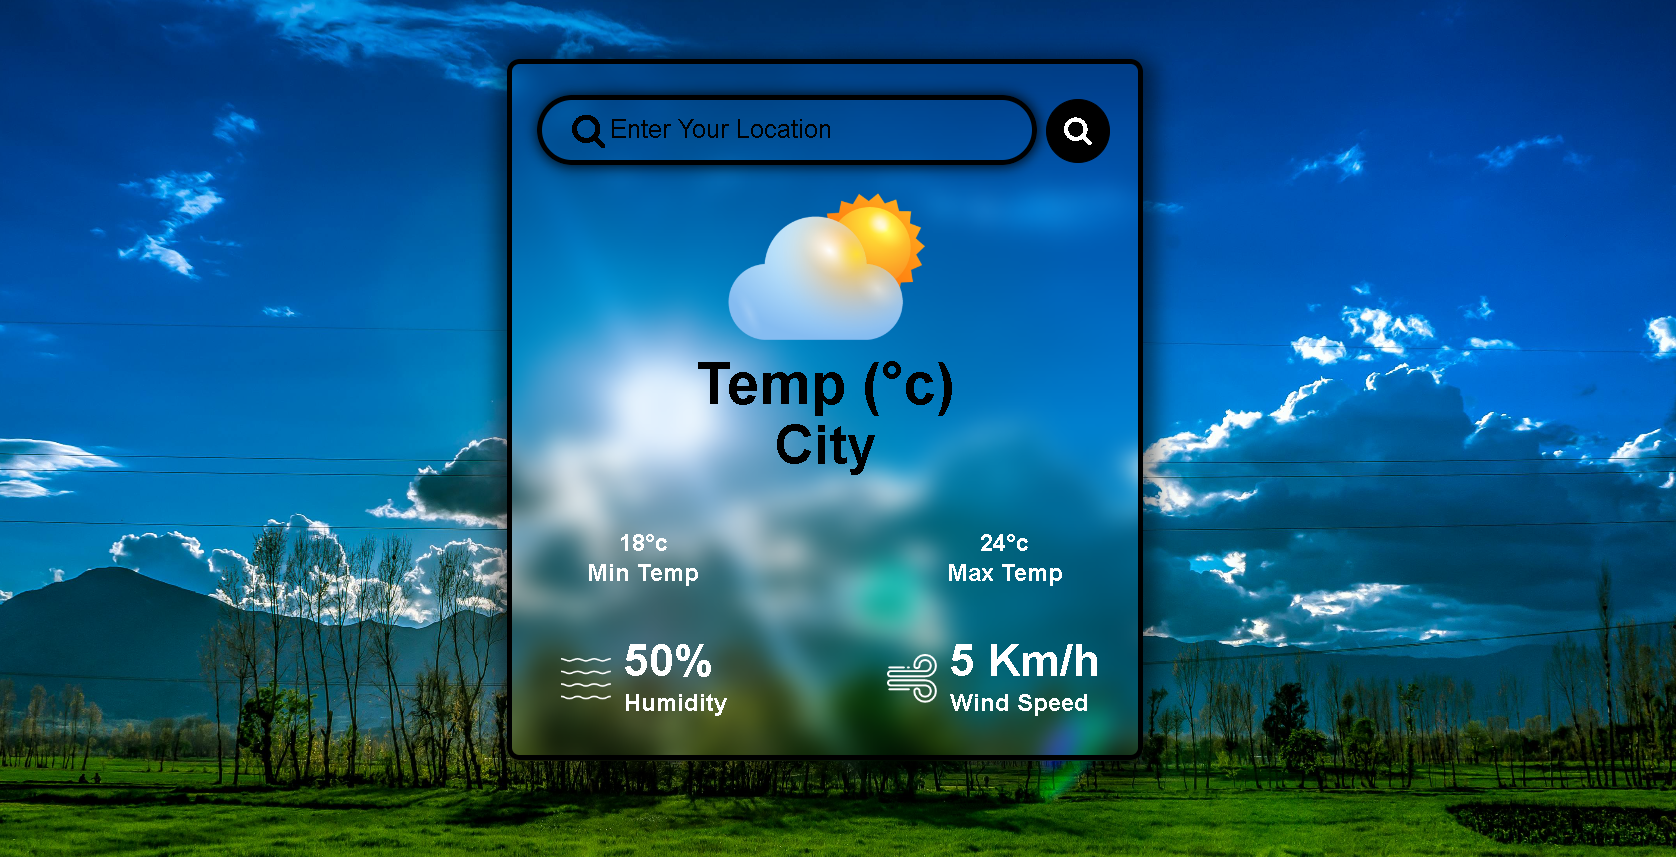 Enter Your Location
Temp (°c)
City
18°c
Min Temp
24°c
Max Temp
50%
Humidity
5 Km/h
Wind Speed